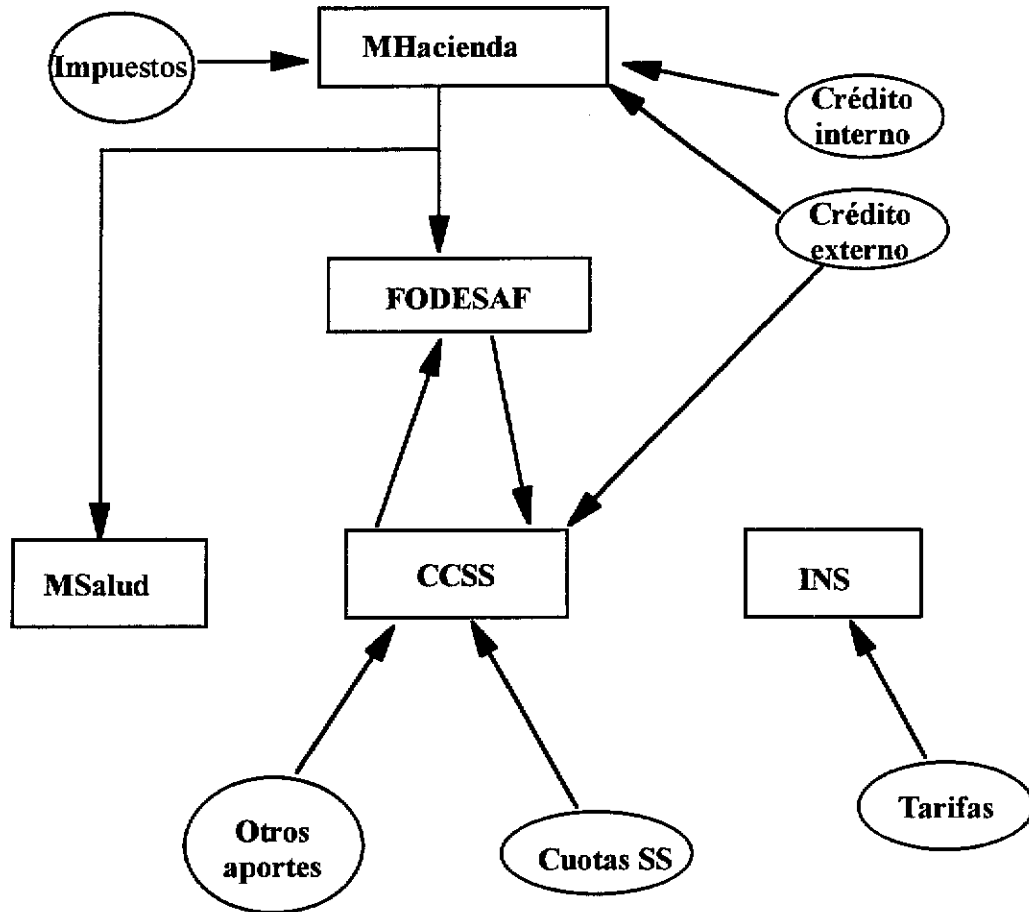 MHacienda
Impuestos
Crédito
interno
Crédito
externo
FODESAF
MSalud
CCSS
INS
Otros
aportes
Cuotas SS
Tarifas